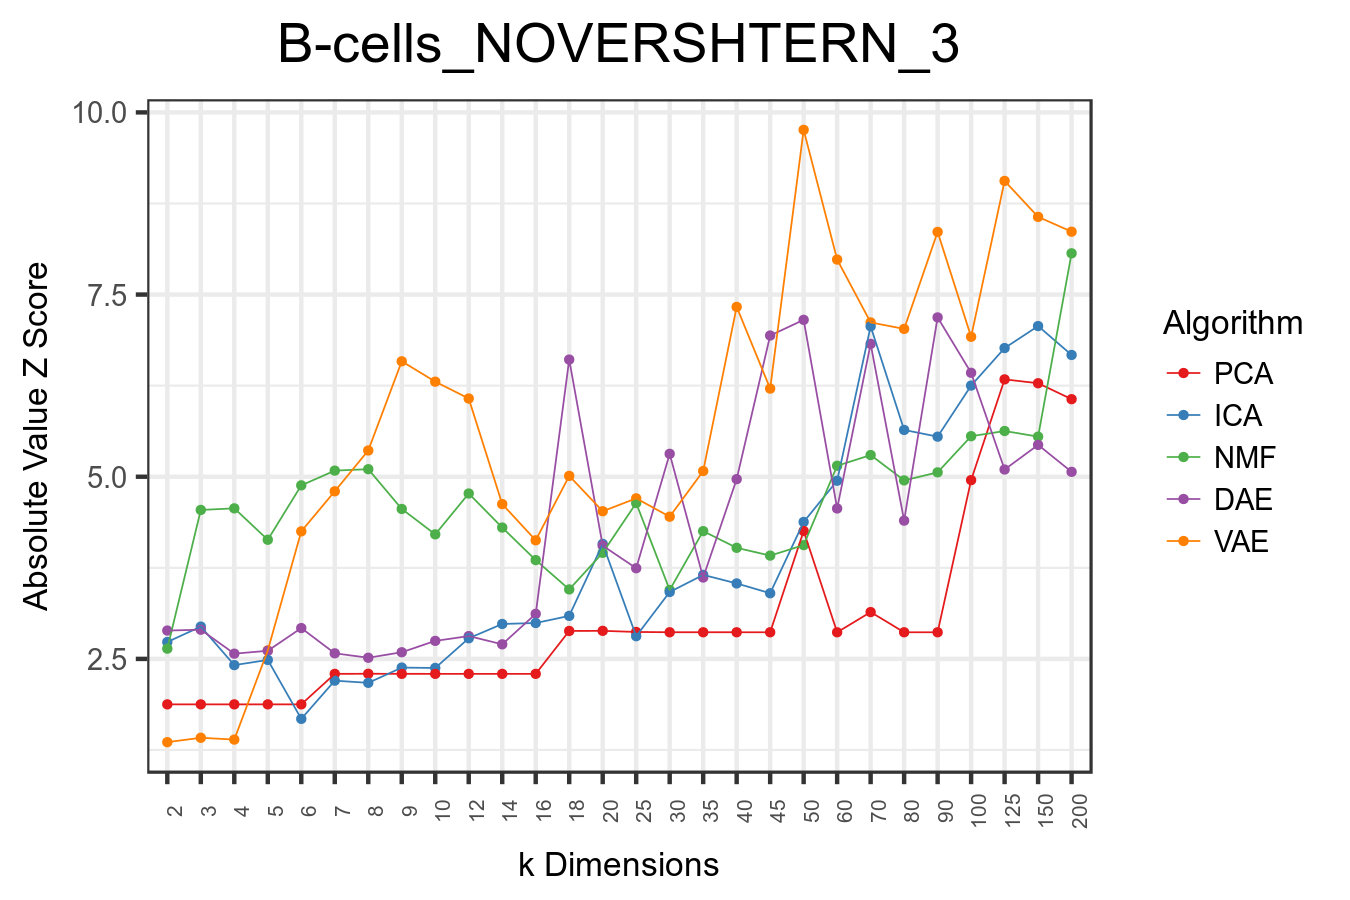 B-cells_NOVERSHTERN_3
Absolute Value Z Score
10.0
7.5
5.0
2.5
2 3 4 5 6 7 8 9 10 12 14 16 18 20 25 30 35 40 45 50 60 70 80 90 100 125 150 200
k Dimensions
Algorithm
PCA
ICA
NMF
DAE
VAE